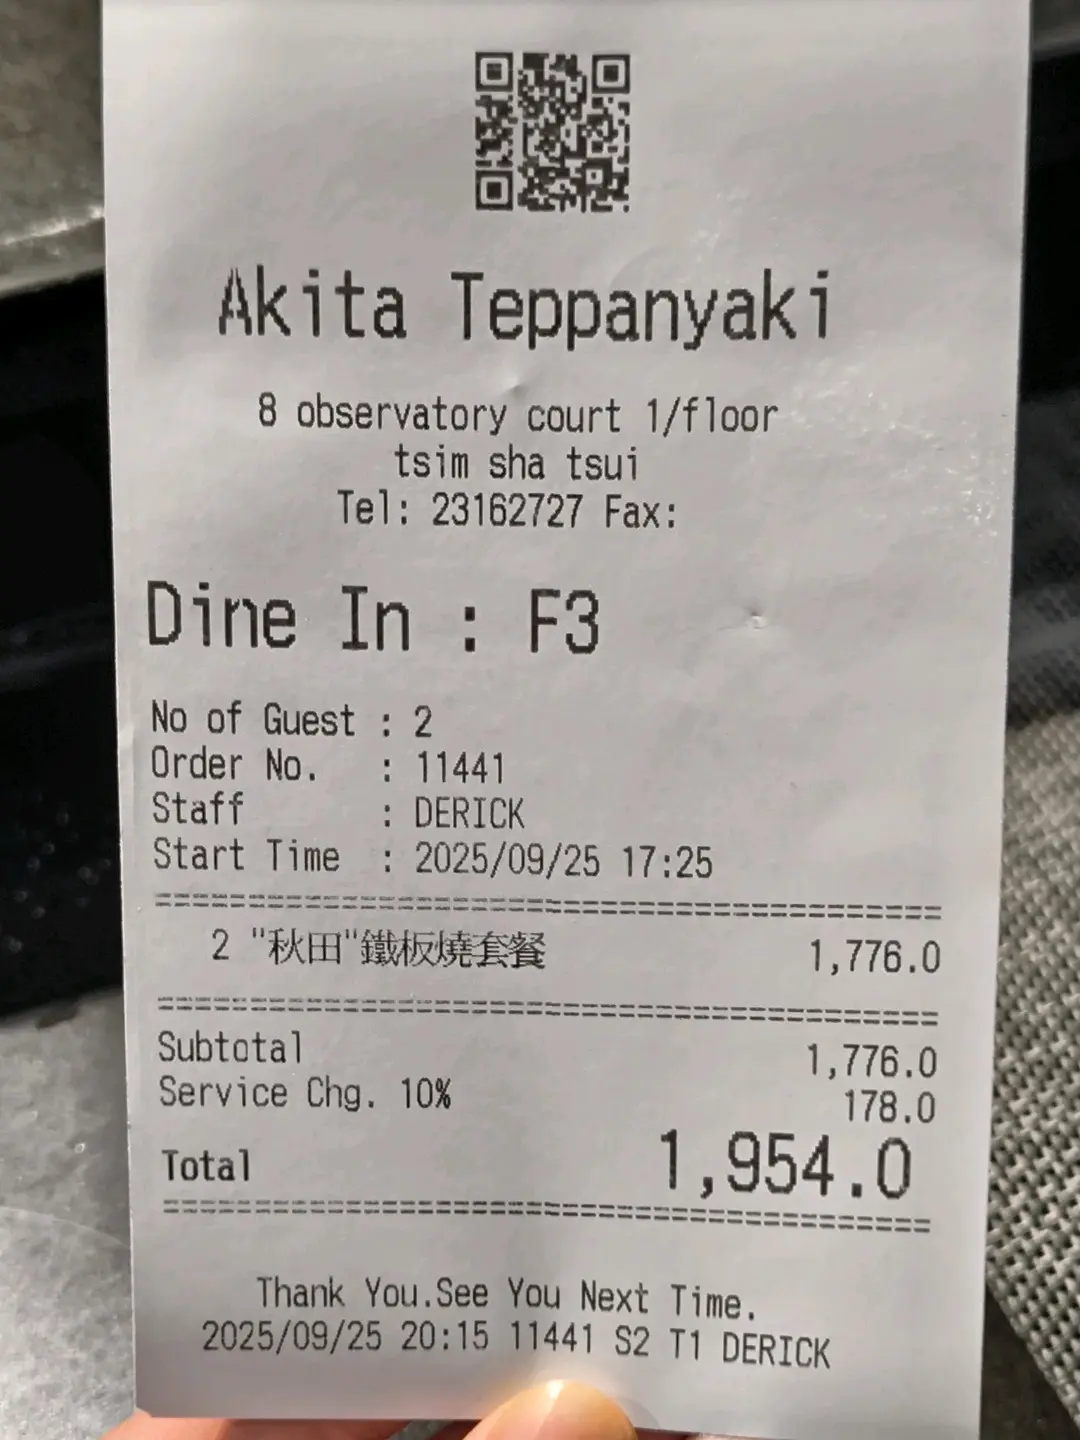 Akita Teppanyaki
8 observatory court 1/floor
tsim sha tsui
Tel: 23162727 Fax:
Dine In : F3
No of Guest : 2
Order No. : 11441
Staff : DERICK
Start Time : 2025/09/25 17:25
2 "秋田"鐵板燒套餐 1,776.0
Subtotal 1,776.0
Service Chg. 10% 178.0
Total 1,954.0
Thank You.See You Next Time.
2025/09/25 20:15 11441 S2 T1 DERICK